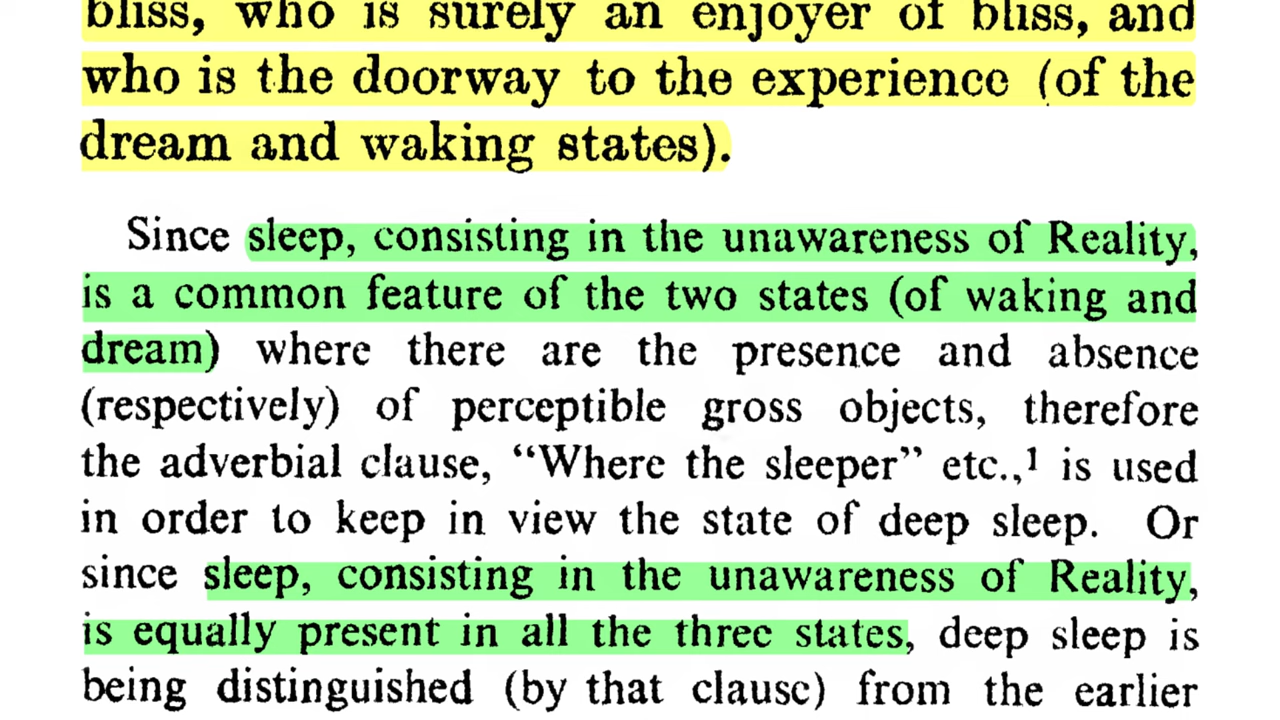 bliss, who is surely an enjoyer of bliss, and
who is the doorway to the experience (of the
dream and waking states).
Since sleep, consisting in the unawareness of Reality,
is a common feature of the two states (of waking and
dream) where there are the presence and absence
(respectively) of perceptible gross objects, therefore
the adverbial clause, “Where the sleeper” etc.,¹ is used
in order to keep in view the state of deep sleep. Or
since sleep, consisting in the unawareness of Reality,
is equally present in all the three states, deep sleep is
being distinguished (by that clause) from the earlier